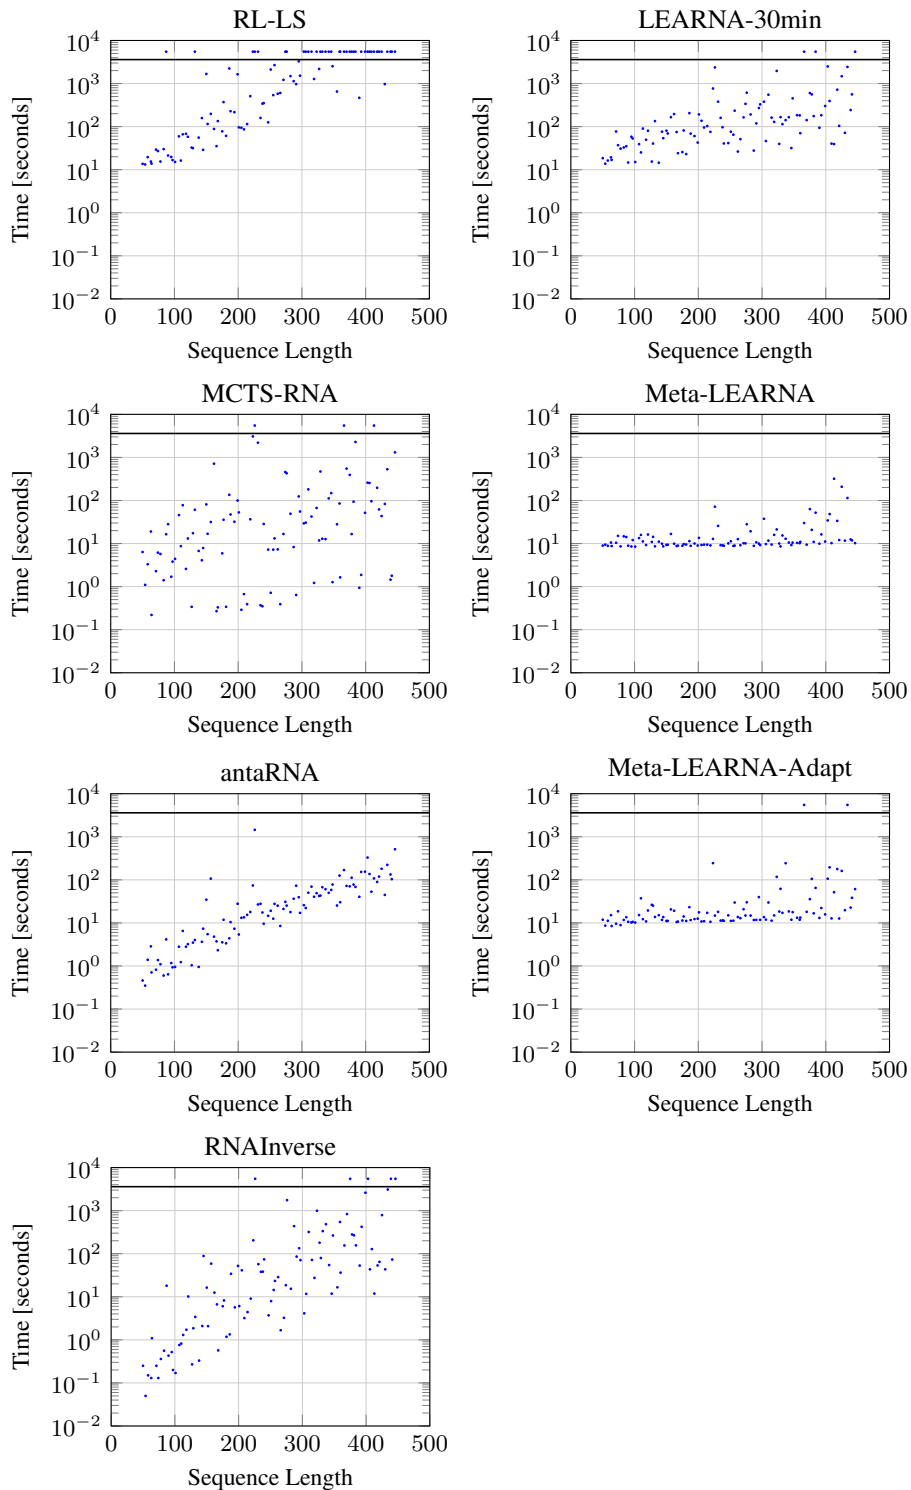 RL-LS
Time [seconds]
10^4
10^3
10^2
10^1
10^0
10^−1
10^−2
0 100 200 300 400 500
Sequence Length
LEARNA-30min
Time [seconds]
10^4
10^3
10^2
10^1
10^0
10^−1
10^−2
0 100 200 300 400 500
Sequence Length
MCTS-RNA
Time [seconds]
10^4
10^3
10^2
10^1
10^0
10^−1
10^−2
0 100 200 300 400 500
Sequence Length
Meta-LEARNA
Time [seconds]
10^4
10^3
10^2
10^1
10^0
10^−1
10^−2
0 100 200 300 400 500
Sequence Length
antaRNA
Time [seconds]
10^4
10^3
10^2
10^1
10^0
10^−1
10^−2
0 100 200 300 400 500
Sequence Length
Meta-LEARNA-Adapt
Time [seconds]
10^4
10^3
10^2
10^1
10^0
10^−1
10^−2
0 100 200 300 400 500
Sequence Length
RNAInverse
Time [seconds]
10^4
10^3
10^2
10^1
10^0
10^−1
10^−2
0 100 200 300 400 500
Sequence Length